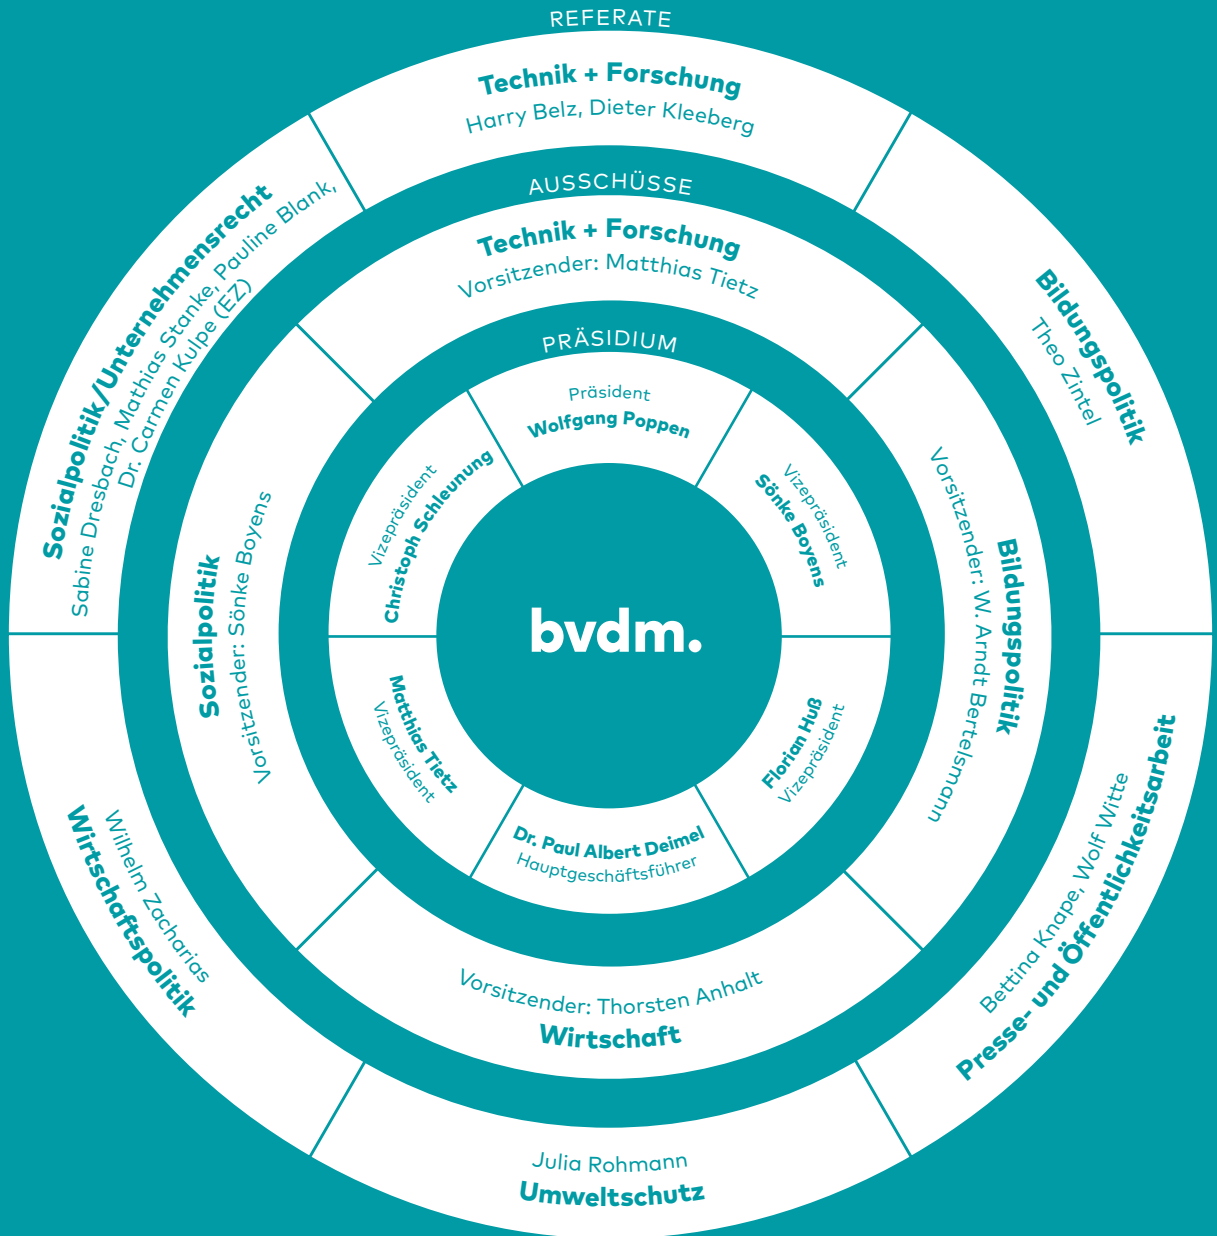 REFERATE
Technik + Forschung
Harry Belz, Dieter Kleeberg
Bildungspolitik
Theo Zintel
Bettina Knape, Wolf Witte
Presse- und Öffentlichkeitsarbeit
Julia Rohmann
Umweltschutz
Wilhelm Zacharias
Wirtschaftspolitik
Sozialpolitik/Unternehmensrecht
Sabine Dresbach, Mathias Stanke, Pauline Blank,
Dr. Carmen Kulpe (EZ)
AUSSCHÜSSE
Technik + Forschung
Vorsitzender: Matthias Tietz
Bildungspolitik
Vorsitzender: W. Arndt Bertelsmann
Vorsitzender: Thorsten Anhalt
Wirtschaft
Sozialpolitik
Vorsitzender: Sönke Boyens
PRÄSIDIUM
Präsident
Wolfgang Poppen
Vizepräsident
Sönke Boyens
Florian Huß
Vizepräsident
Dr. Paul Albert Deimel
Hauptgeschäftsführer
Matthias Tietz
Vizepräsident
Vizepräsident
Christoph Schleunung
bvdm.